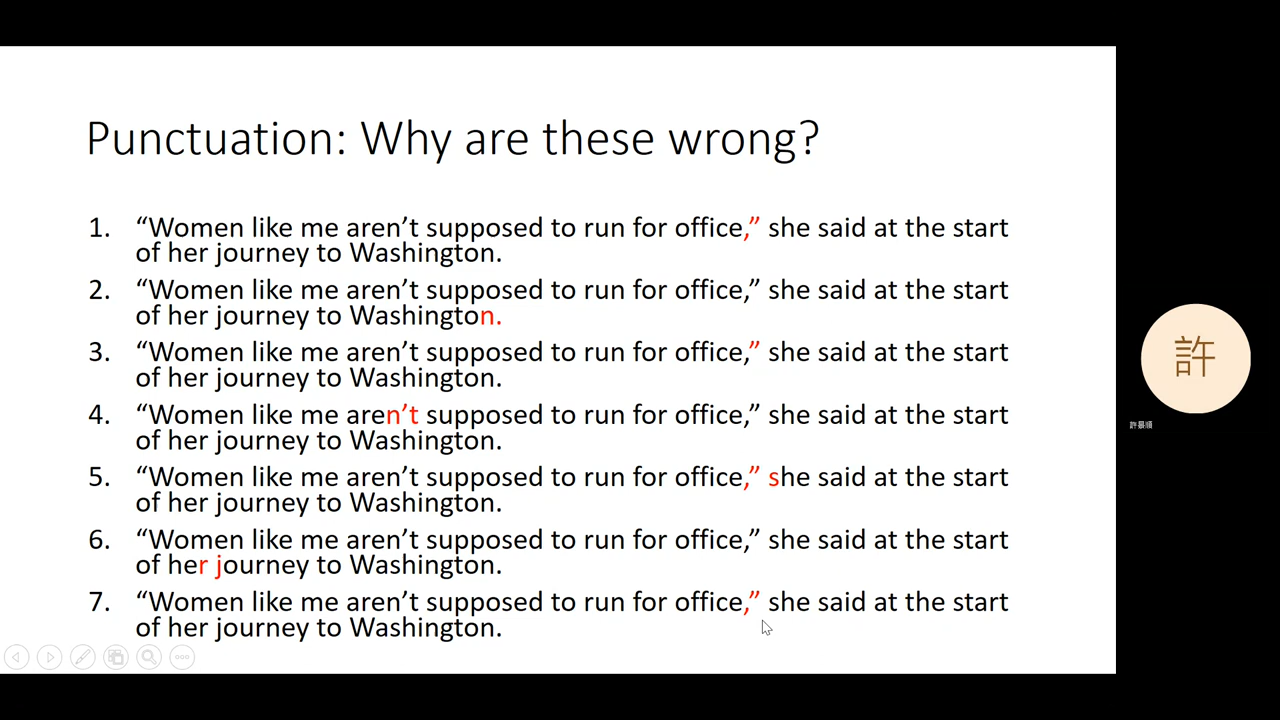 Punctuation: Why are these wrong?
1. “Women like me aren’t supposed to run for office,” she said at the start
of her journey to Washington.
2. “Women like me aren’t supposed to run for office,” she said at the start
of her journey to Washington.
3. “Women like me aren’t supposed to run for office,” she said at the start
of her journey to Washington.
4. “Women like me aren’t supposed to run for office,” she said at the start
of her journey to Washington.
5. “Women like me aren’t supposed to run for office,” she said at the start
of her journey to Washington.
6. “Women like me aren’t supposed to run for office,” she said at the start
of her journey to Washington.
7. “Women like me aren’t supposed to run for office,” she said at the start
of her journey to Washington.
許
許景順